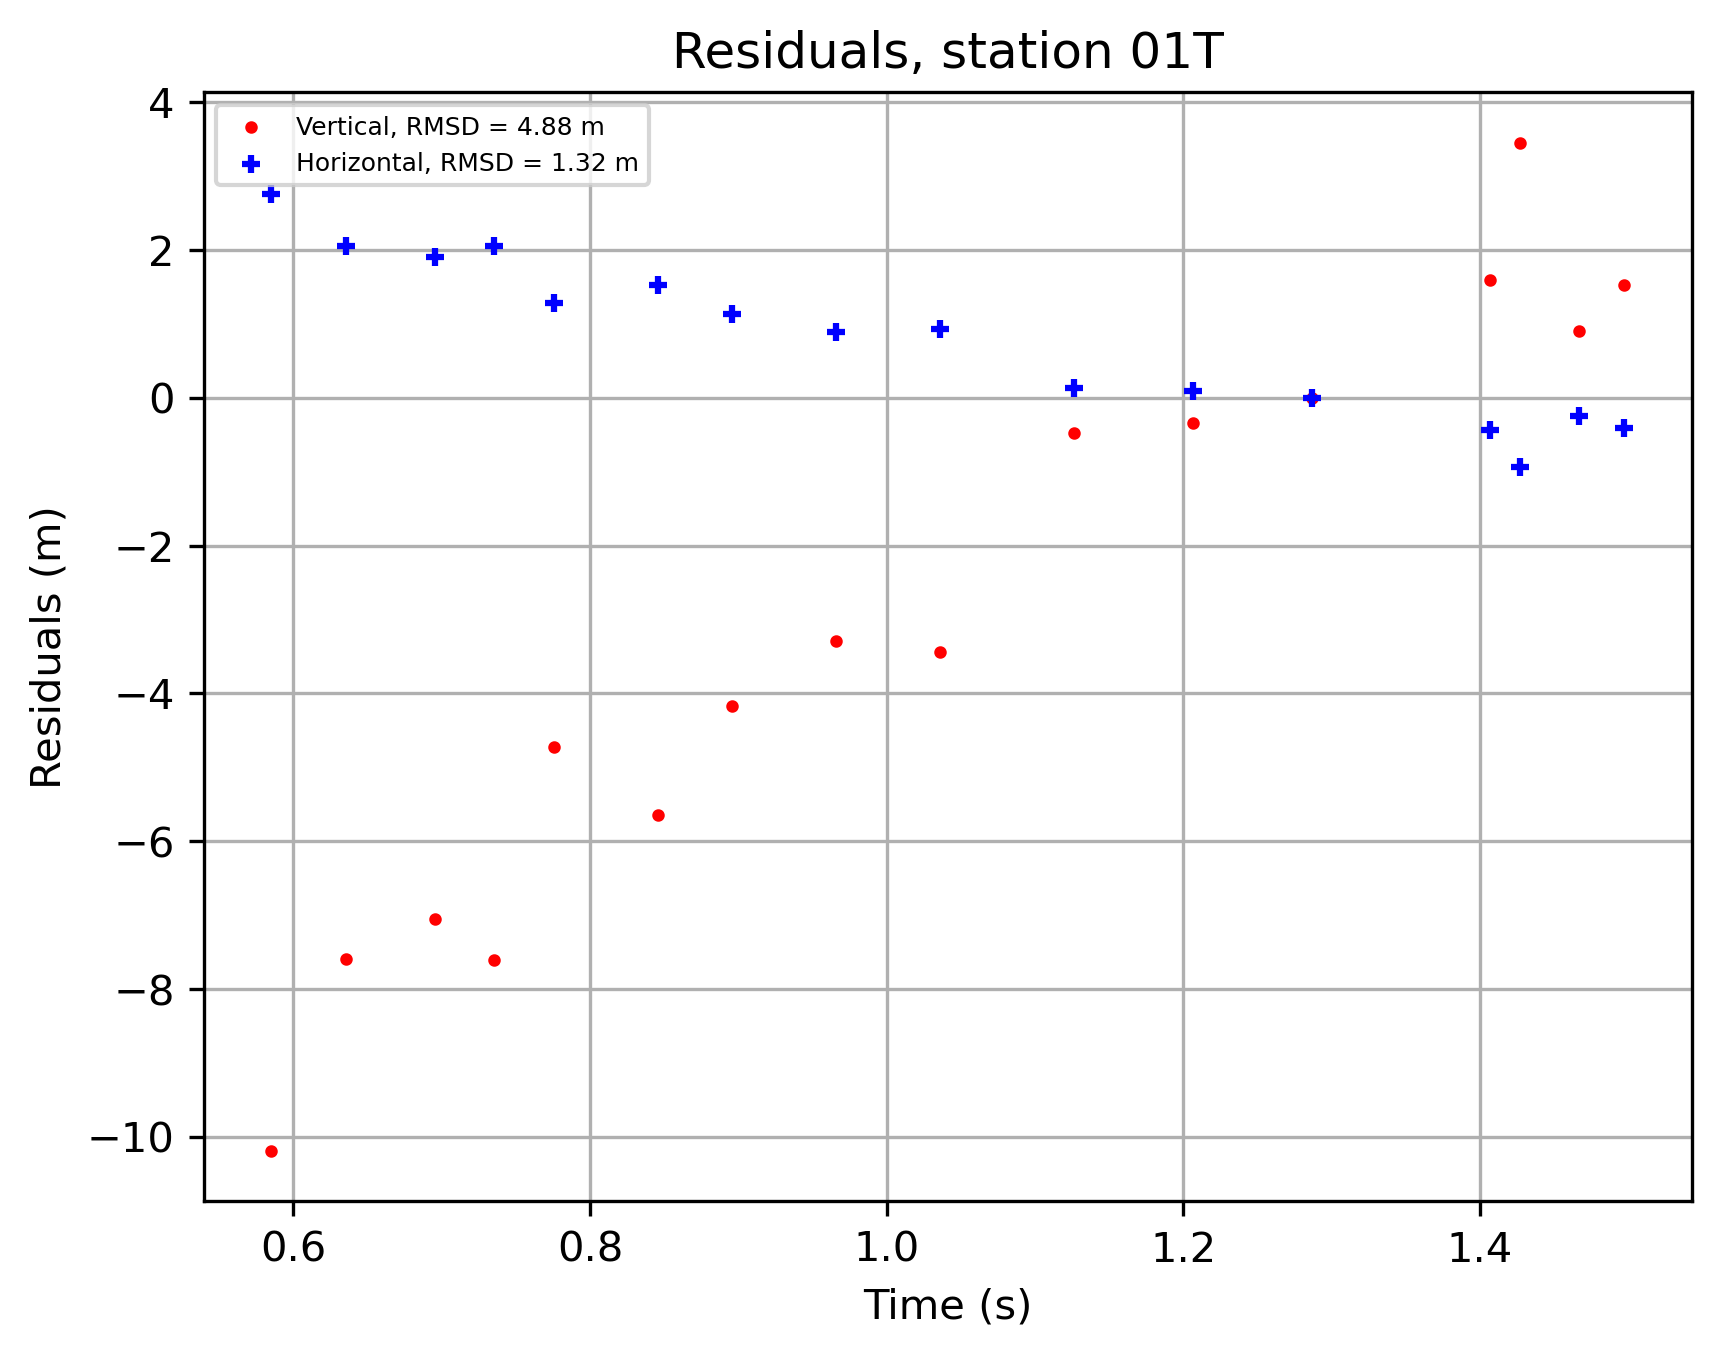 Residuals, station 01T
Vertical, RMSD = 4.88 m
Horizontal, RMSD = 1.32 m
Residuals (m)
4
2
0
−2
−4
−6
−8
−10
0.6 0.8 1.0 1.2 1.4
Time (s)